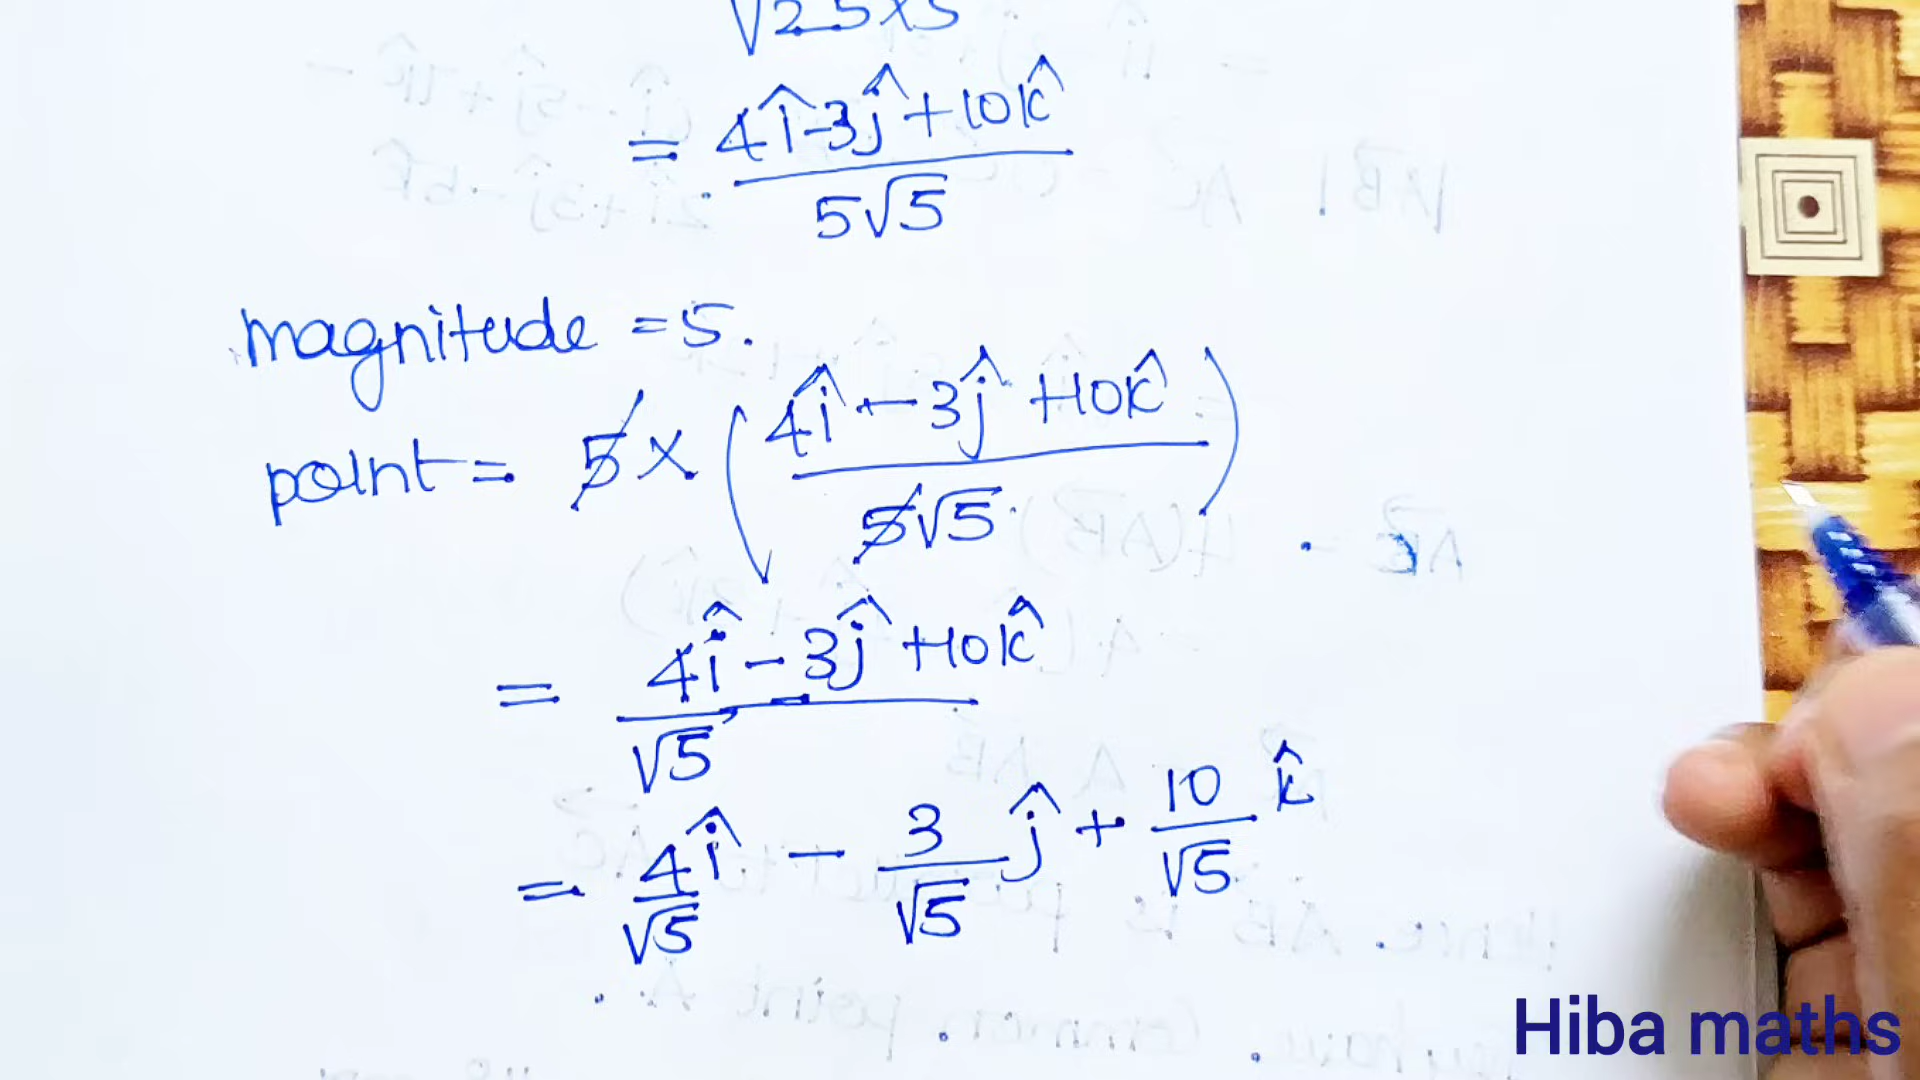 √25×5
= 4î-3ĵ+10k̂ / 5√5
magnitude = 5.
point = 5 × (4î - 3ĵ + 10k̂ / 5√5)
= 4î - 3ĵ + 10k̂ / √5
= 4/√5 î - 3/√5 ĵ + 10/√5 k̂
Hiba maths